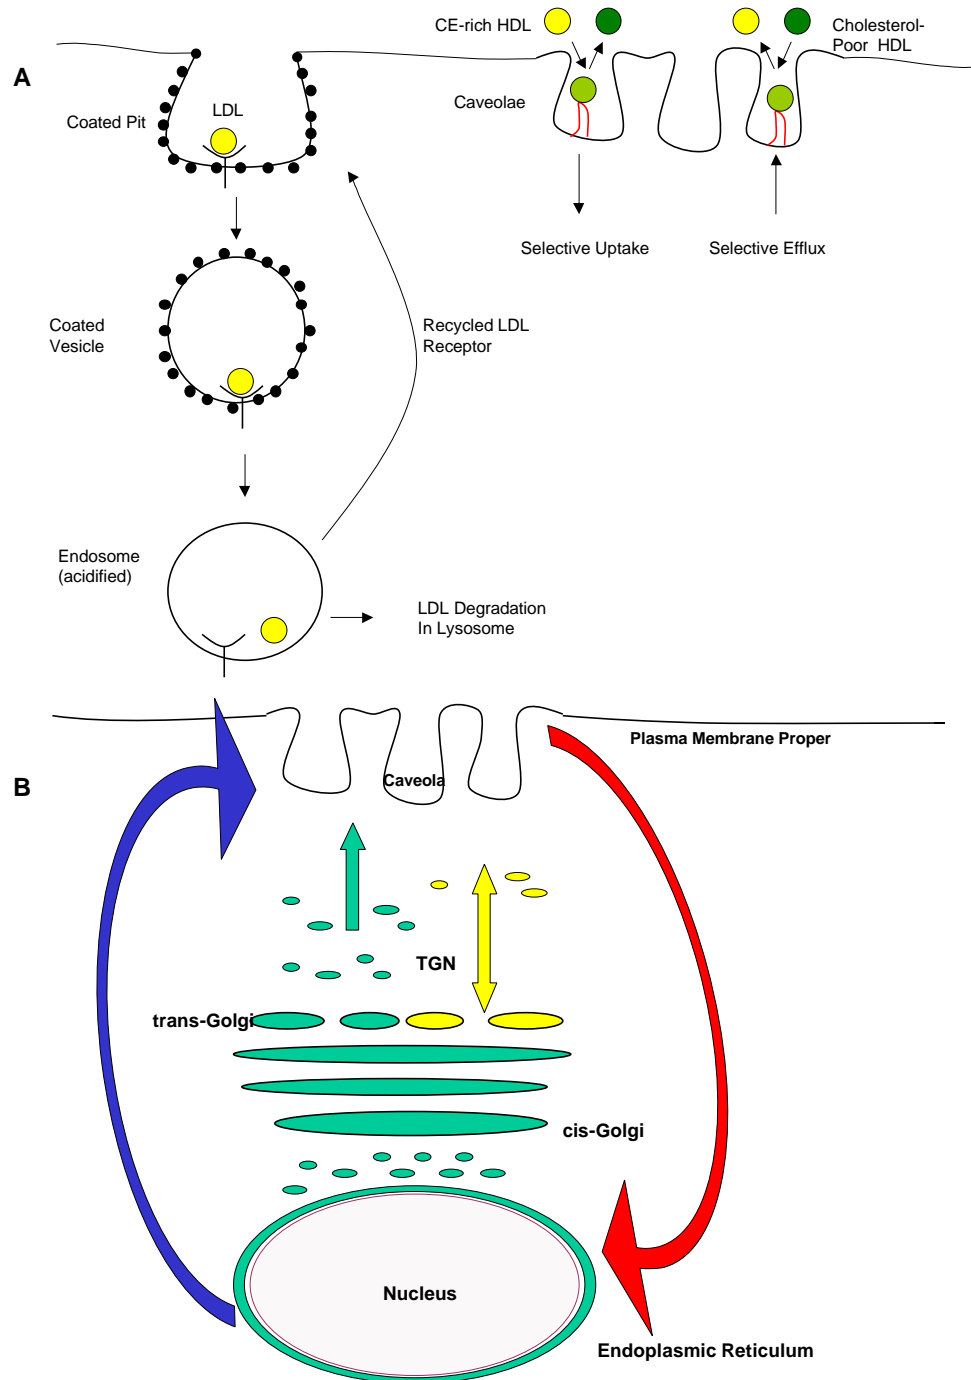 CE-rich HDL
Cholesterol-
Poor HDL
A
Caveolae
LDL
Coated Pit
Selective Uptake
Selective Efflux
Coated
Vesicle
Recycled LDL
Receptor
Endosome
(acidified)
LDL Degradation
In Lysosome
Plasma Membrane Proper
B
Caveola
TGN
trans-Golgi
cis-Golgi
Nucleus
Endoplasmic Reticulum